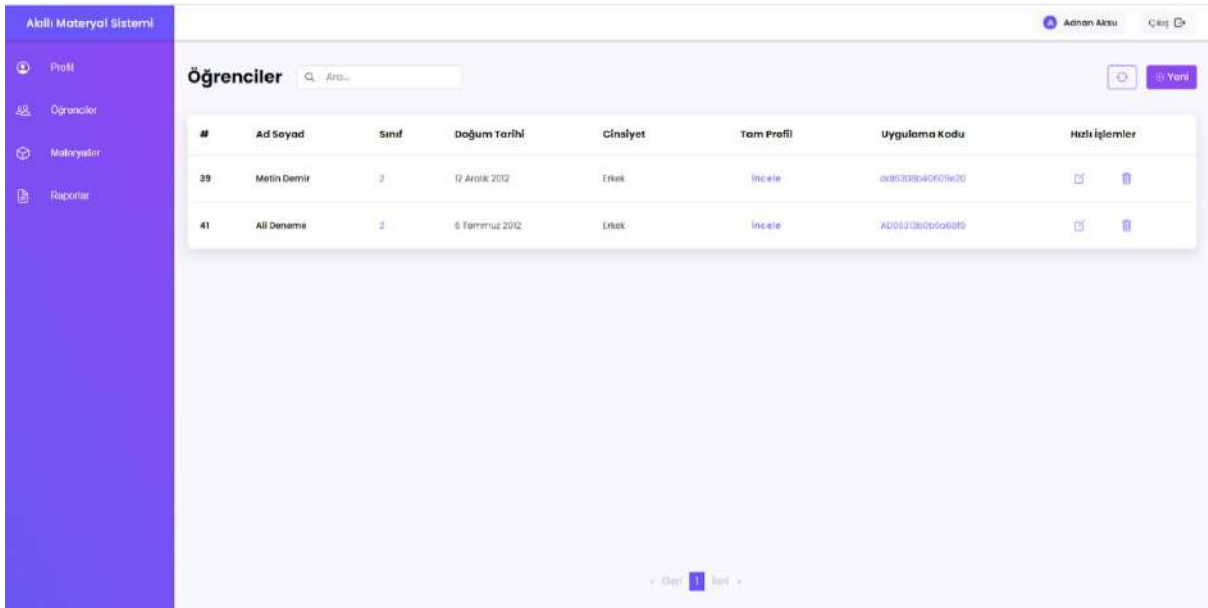 Akıllı Materyal Sistemi
A Adnan Aksu Çıkış
Profil
Öğrenciler
Materyaller
Raporlar
Öğrenciler Ara... Yeni
# Ad Soyad Sınıf Doğum Tarihi Cinsiyet Tam Profil Uygulama Kodu Hızlı İşlemler
39 Metin Demir 2 12 Aralık 2012 Erkek İncele
41 Ali Deneme 2 6 Temmuz 2012 Erkek İncele
‹ Geri 1 İleri ›